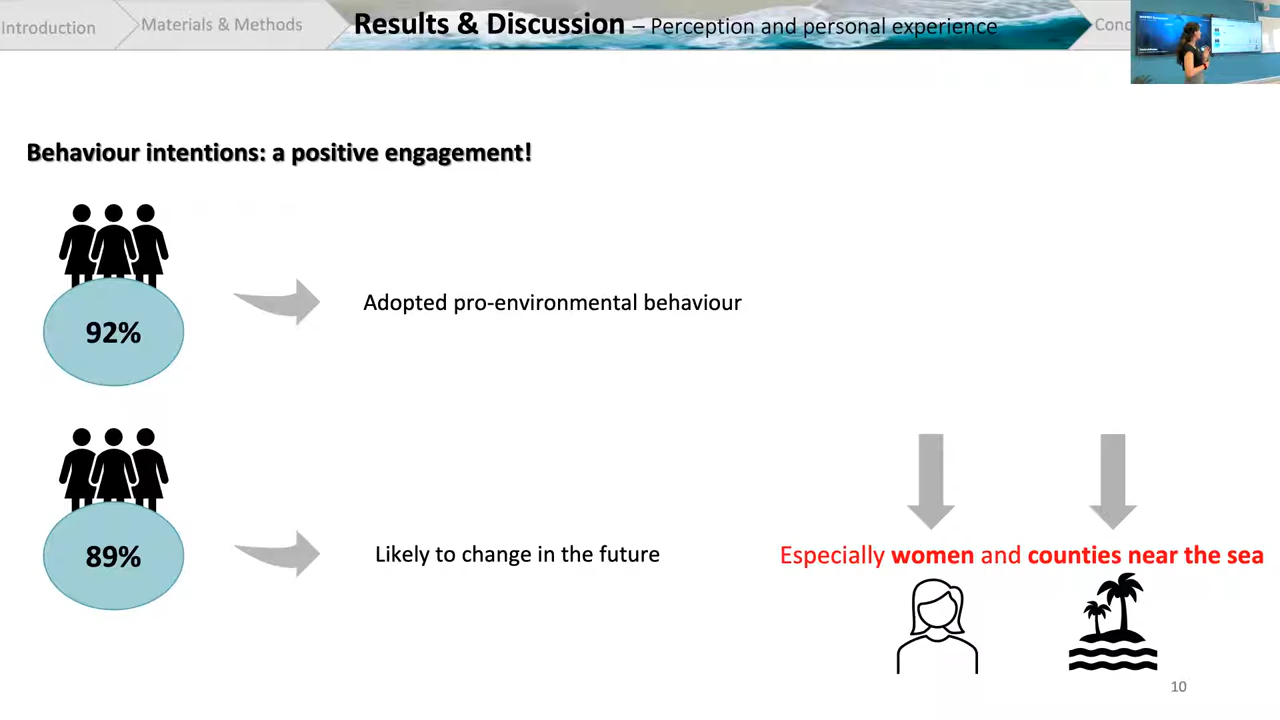 Introduction
Materials & Methods
Results & Discussion – Perception and personal experience
Behaviour intentions: a positive engagement!
92%
Adopted pro-environmental behaviour
89%
Likely to change in the future
Especially women and counties near the sea
10